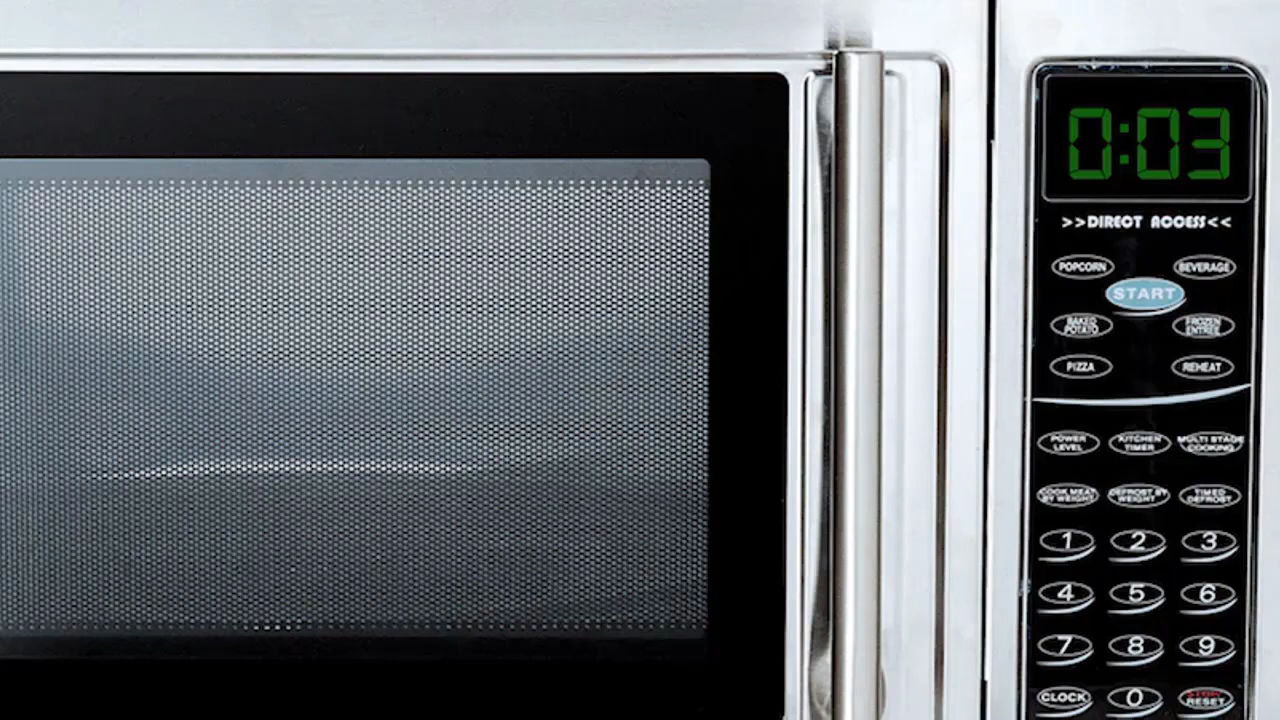 0:03
>>DIRECT ACCESS<<
POPCORN
BEVERAGE
START
BAKED
POTATO
FROZEN
ENTREE
PIZZA
REHEAT
POWER
LEVEL
KITCHEN
TIMER
MULTI STAGE
COOKING
COOK MEAT
BY WEIGHT
DEFROST BY
WEIGHT
TIMED
DEFROST
1 2 3
4 5 6
7 8 9
CLOCK
0
STOP
RESET